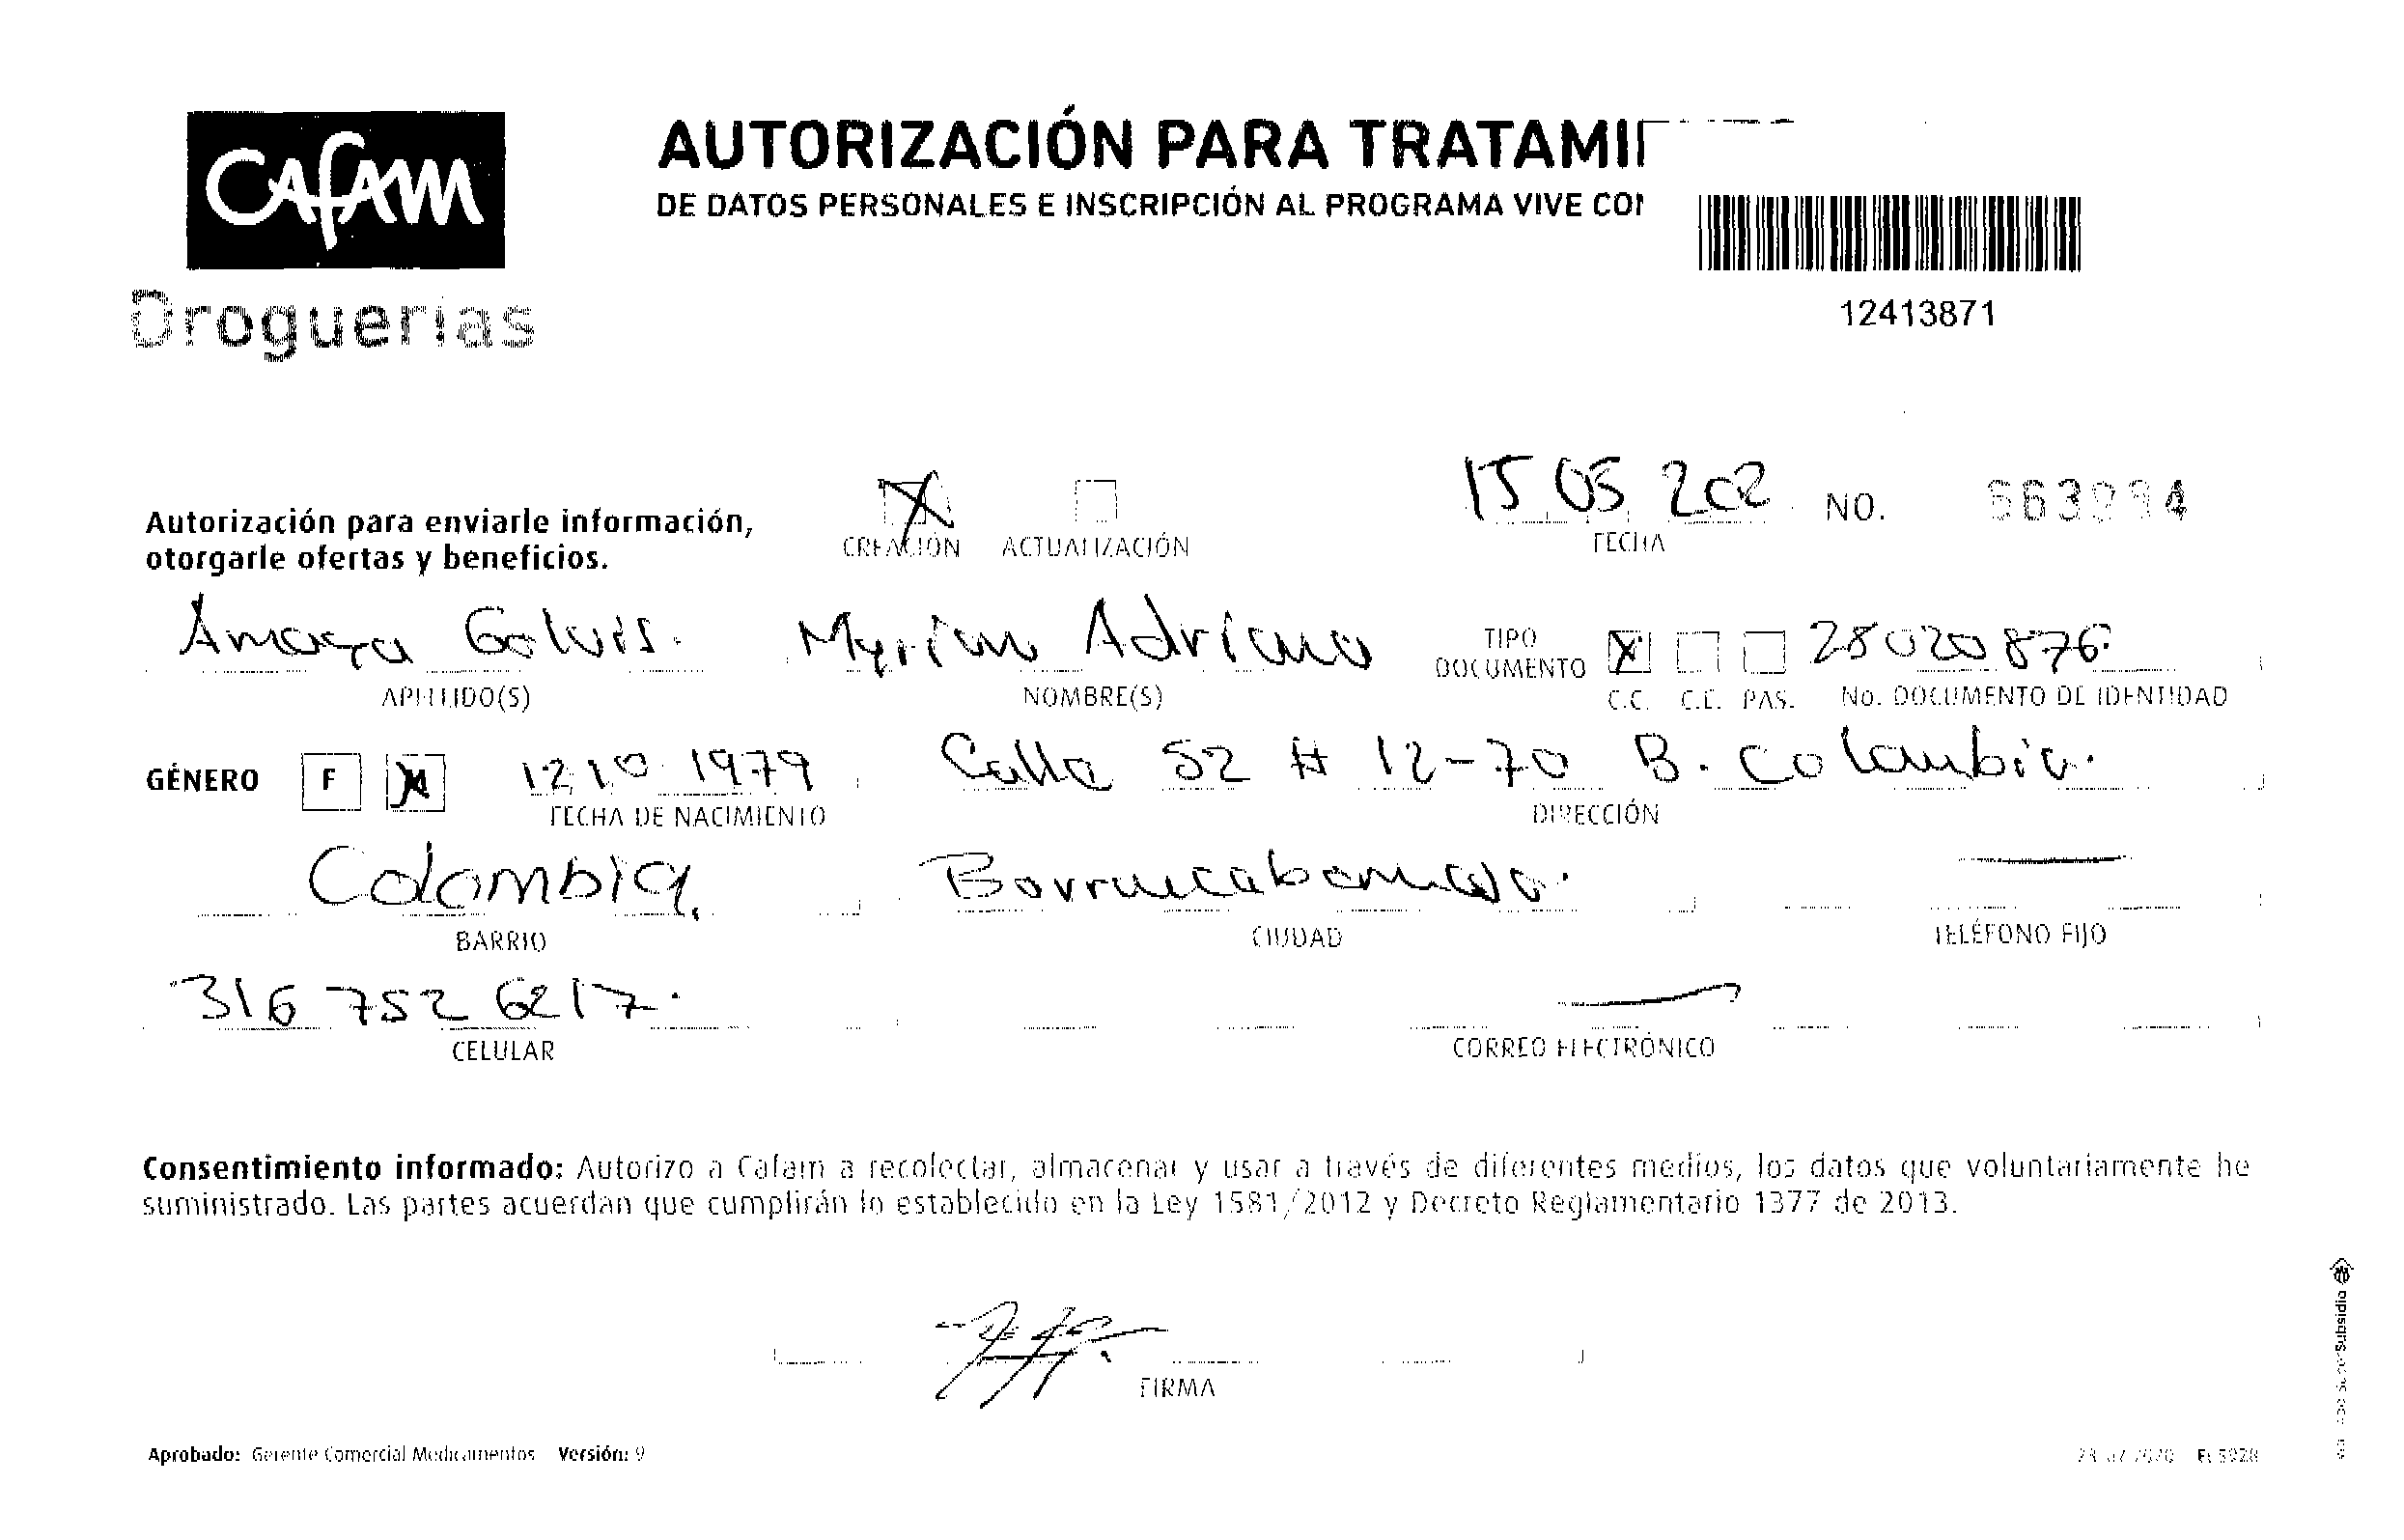 CAFAM
Droguerías
AUTORIZACIÓN PARA TRATAMI
DE DATOS PERSONALES E INSCRIPCIÓN AL PROGRAMA VIVE CON
12413871
Autorización para enviarle información,
otorgarle ofertas y beneficios.
X
CREACIÓN ACTUALIZACIÓN
15 05 202
FECHA
NO.
Amaya Galvis. Myriam Adriana TIPO DOCUMENTO X 28020876
APELLIDO(S) NOMBRE(S) C.C. C.E. PAS. No. DOCUMENTO DE IDENTIDAD
GÉNERO F M 12 10 1979 Calle 52 # 12-70 B. Colombia.
FECHA DE NACIMIENTO DIRECCIÓN
Colombia. Barrancabermeja.
BARRIO CIUDAD TELÉFONO FIJO
316 752 6217.
CELULAR CORREO ELECTRÓNICO
Consentimiento informado: Autorizo a Cafam a recolectar, almacenar y usar a través de diferentes medios, los datos que voluntariamente he
suministrado. Las partes acuerdan que cumplirán lo establecido en la Ley 1581/2012 y Decreto Reglamentario 1377 de 2013.
FIRMA
Aprobado: Gerente Comercial Medicamentos Versión: 9
SuperSubsidio